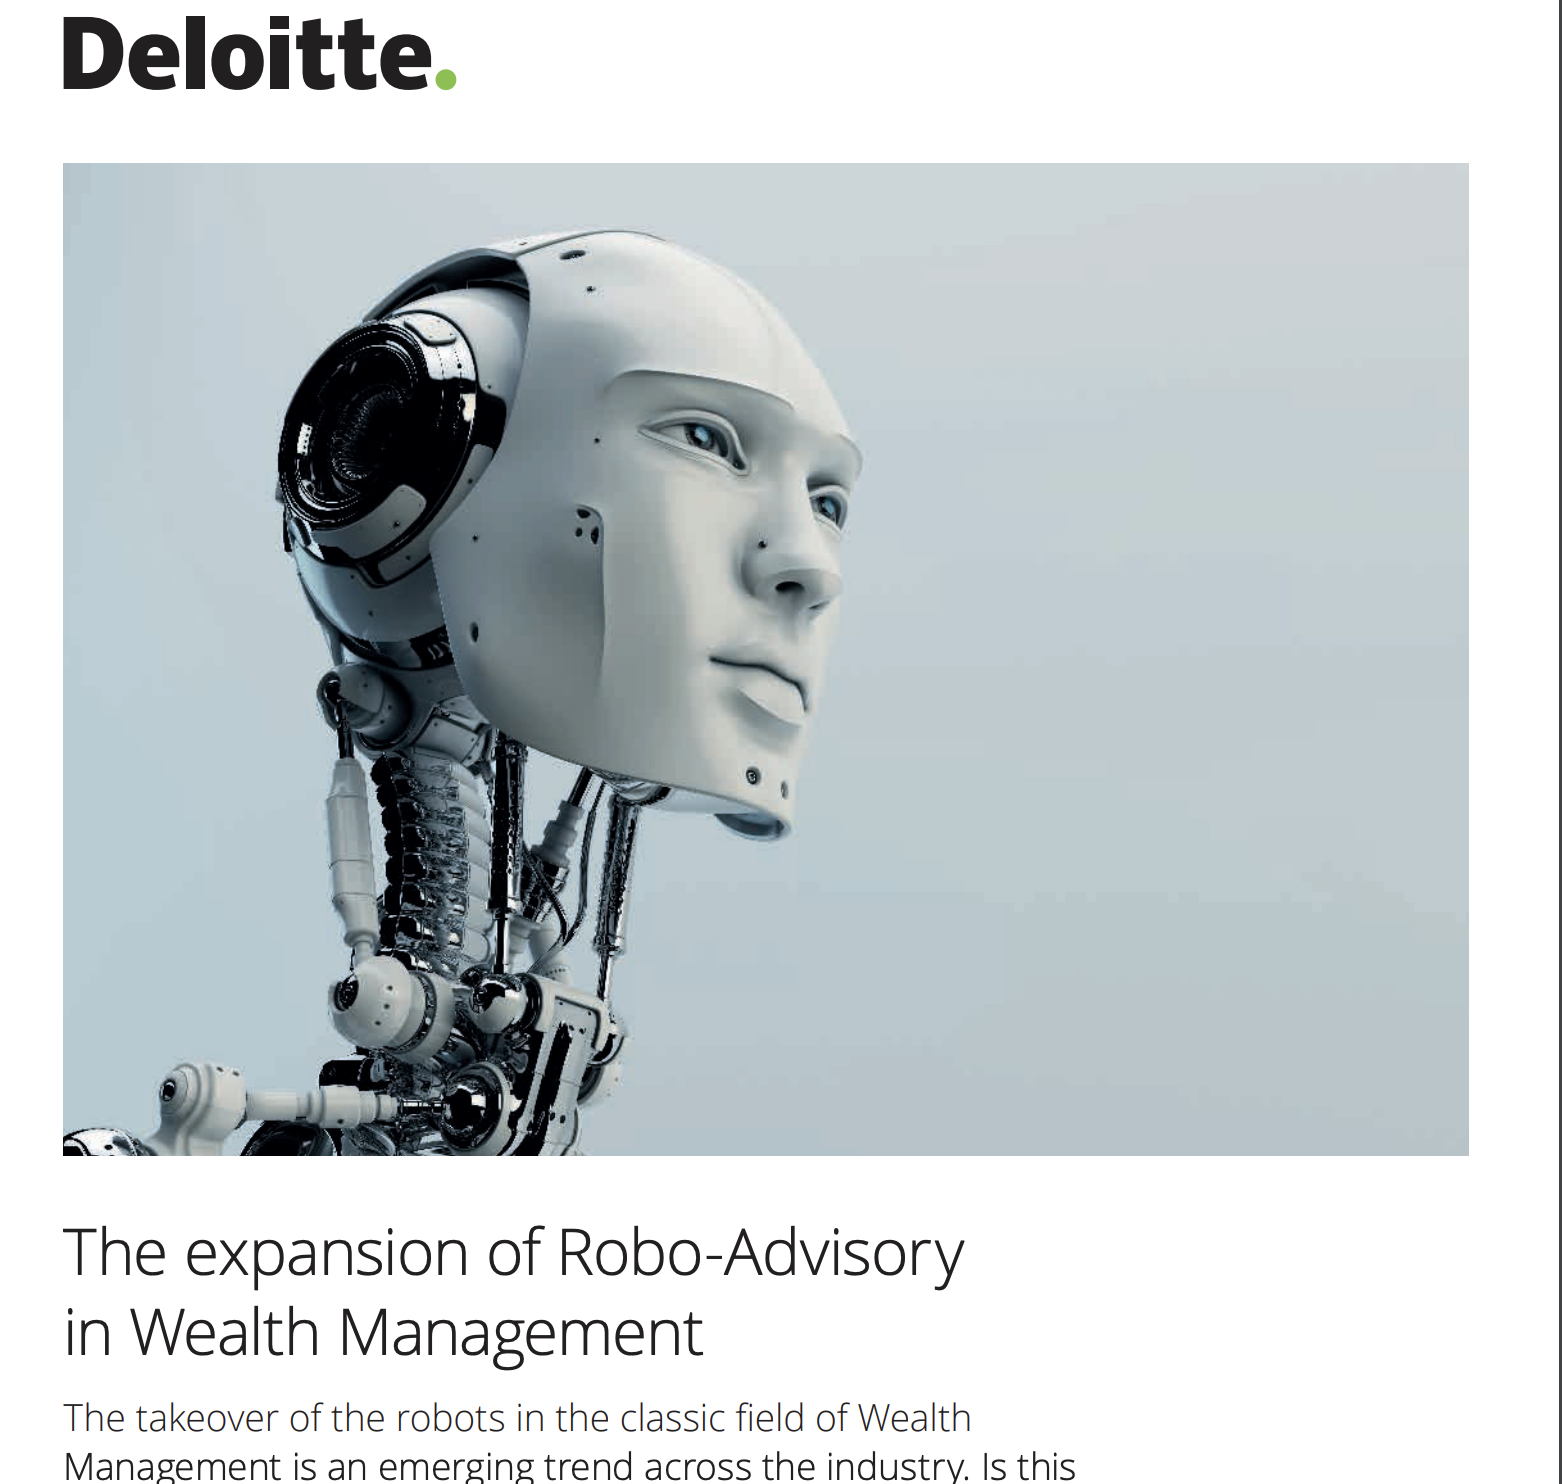 Deloitte.
The expansion of Robo-Advisory
in Wealth Management
The takeover of the robots in the classic field of Wealth
Management is an emerging trend across the industry. Is this